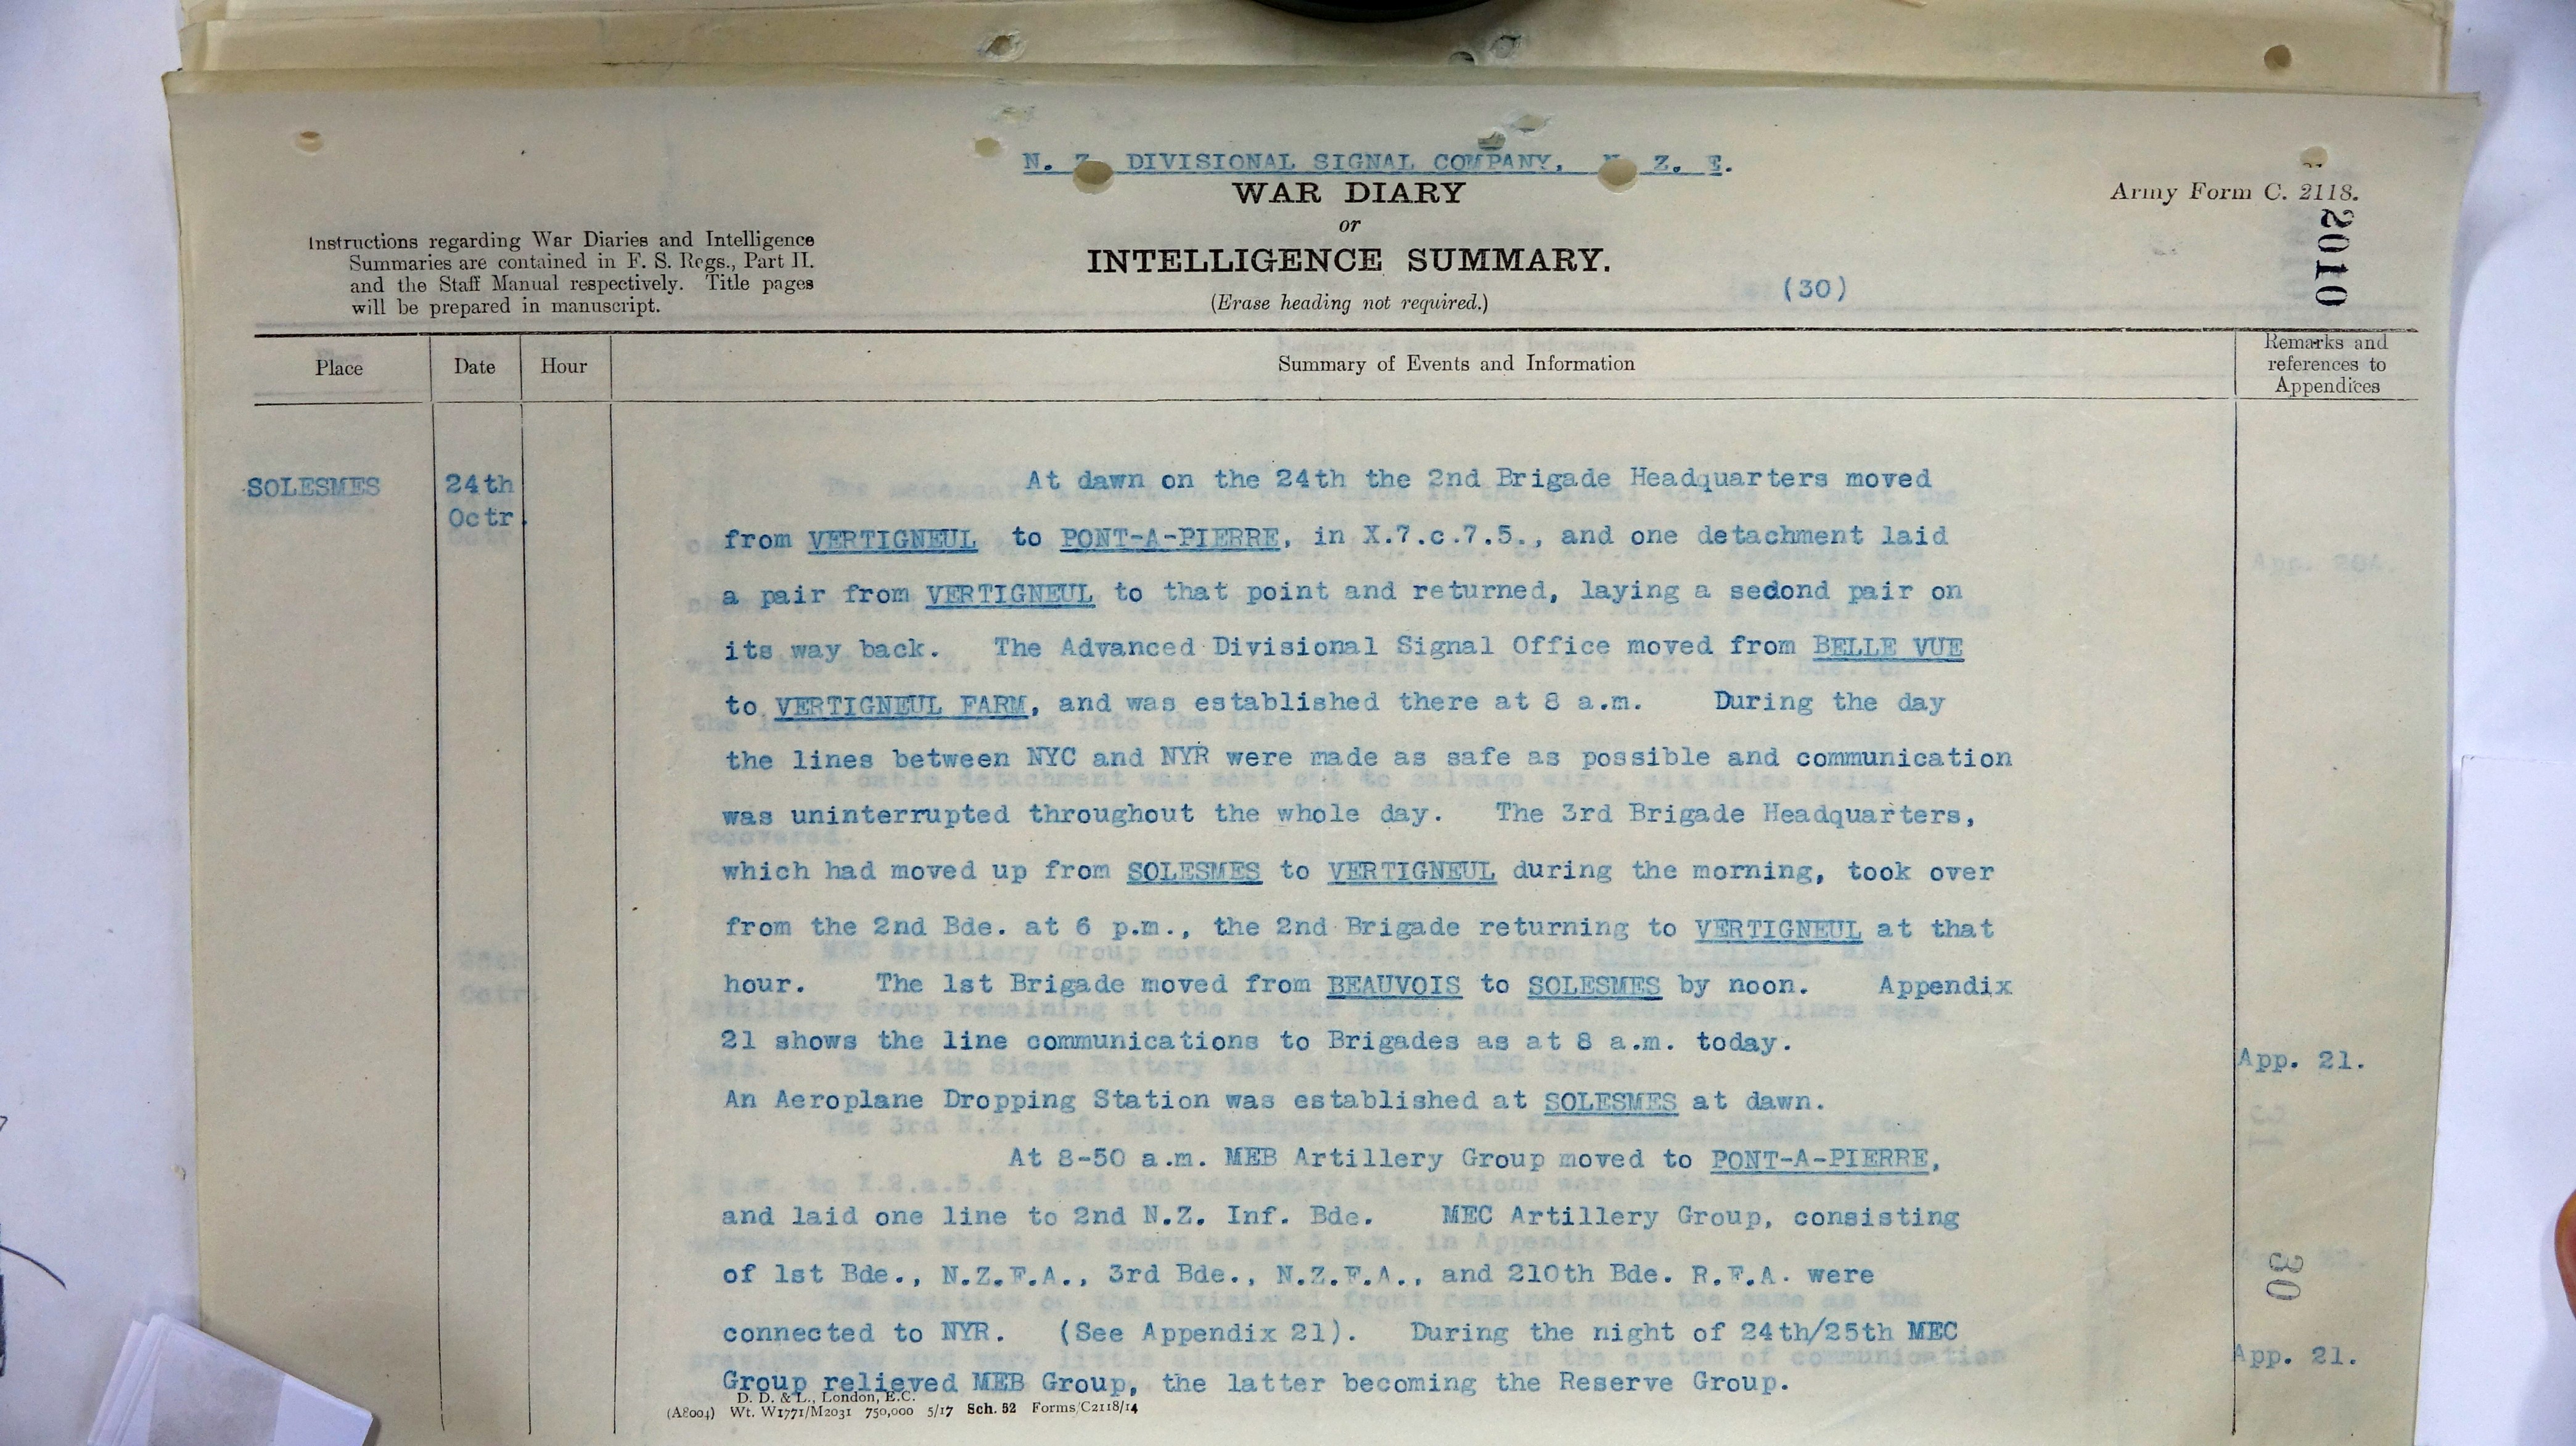 N. Z. DIVISIONAL SIGNAL COMPANY, N. Z. E.
WAR DIARY
or
INTELLIGENCE SUMMARY.
(Erase heading not required.)
Army Form C. 2118.
2010
(30)
Instructions regarding War Diaries and Intelligence
Summaries are contained in F. S. Regs., Part II.
and the Staff Manual respectively. Title pages
will be prepared in manuscript.
Place
Date
Hour
Summary of Events and Information
Remarks and
references to
Appendices
SOLESMES
24th
Octr.
At dawn on the 24th the 2nd Brigade Headquarters moved
from VERTIGNEUL to PONT-A-PIERRE, in X.7.c.7.5., and one detachment laid
a pair from VERTIGNEUL to that point and returned, laying a sedond pair on
its way back. The Advanced Divisional Signal Office moved from BELLE VUE
to VERTIGNEUL FARM, and was established there at 8 a.m. During the day
the lines between NYC and NYR were made as safe as possible and communication
was uninterrupted throughout the whole day. The 3rd Brigade Headquarters,
which had moved up from SOLESMES to VERTIGNEUL during the morning, took over
from the 2nd Bde. at 6 p.m., the 2nd Brigade returning to VERTIGNEUL at that
hour. The 1st Brigade moved from BEAUVOIS to SOLESMES by noon. Appendix
21 shows the line communications to Brigades as at 8 a.m. today.
App. 21.
An Aeroplane Dropping Station was established at SOLESMES at dawn.
At 8-50 a.m. MEB Artillery Group moved to PONT-A-PIERRE,
and laid one line to 2nd N.Z. Inf. Bde. MEC Artillery Group, consisting
of 1st Bde., N.Z.F.A., 3rd Bde., N.Z.F.A., and 210th Bde. R.F.A. were
30
connected to NYR. (See Appendix 21). During the night of 24th/25th MEC
App. 21.
Group relieved MEB Group, the latter becoming the Reserve Group.
D. D. & L., London, E.C.
(A8004) Wt. W1771/M2031 750,000 5/17 Sch. 52 Forms/C2118/14